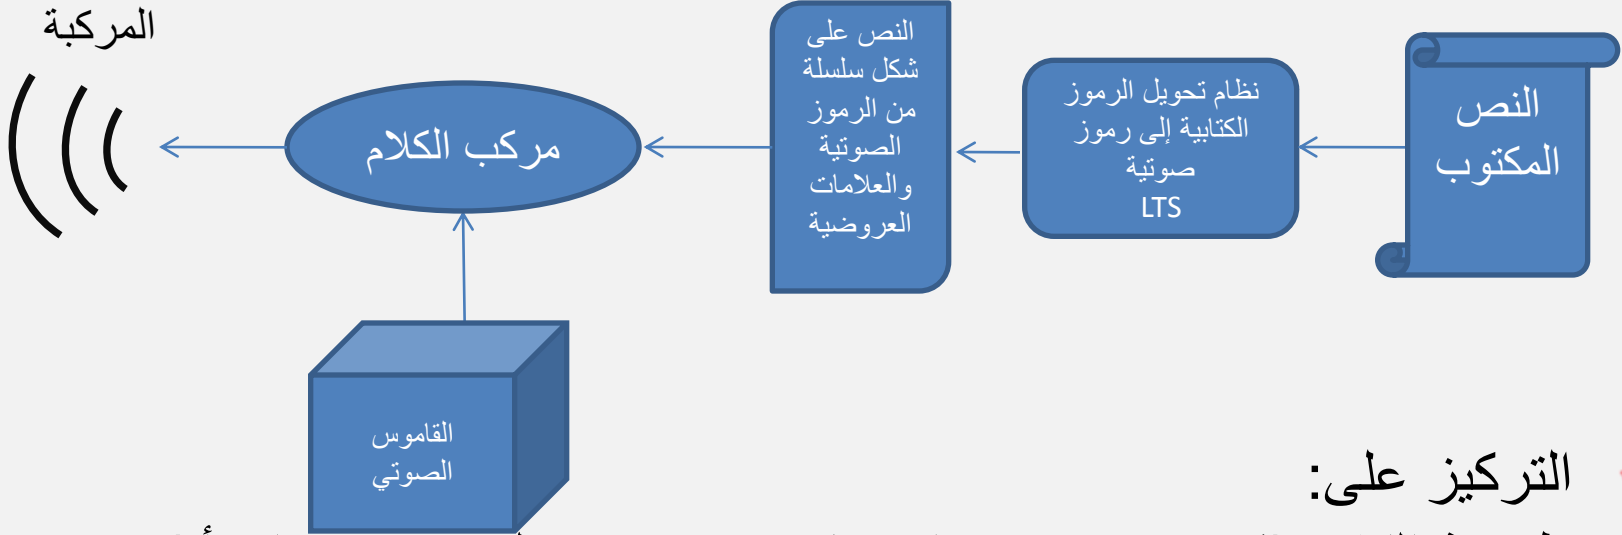 النص
المكتوب
نظام تحويل الرموز
الكتابية إلى رموز
صوتية
LTS
النص على
شكل سلسلة
من الرموز
الصوتية
والعلامات
العروضية
مركب الكلام
المركبة
القاموس
الصوتي
التركيز على: